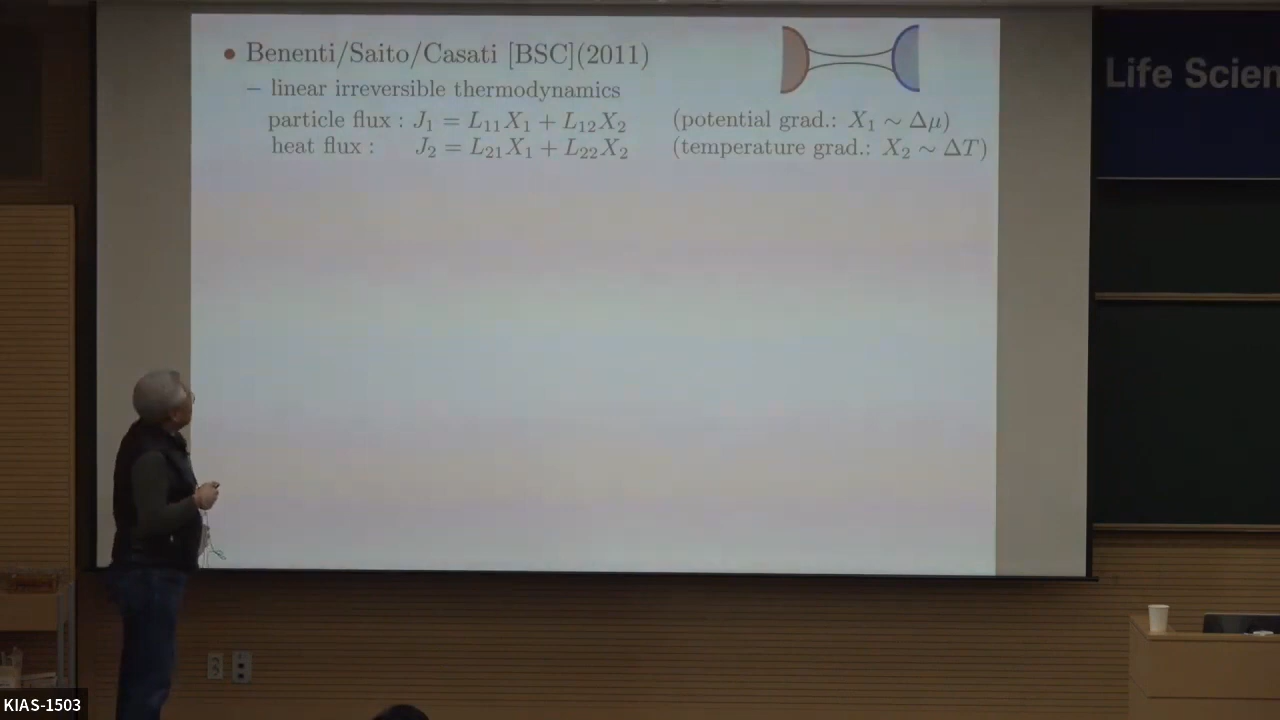 • Benenti/Saito/Casati [BSC](2011)
– linear irreversible thermodynamics
particle flux : J₁ = L₁₁X₁ + L₁₂X₂ (potential grad.: X₁ ∼ Δμ)
heat flux : J₂ = L₂₁X₁ + L₂₂X₂ (temperature grad.: X₂ ∼ ΔT)
Life Scien
KIAS-1503